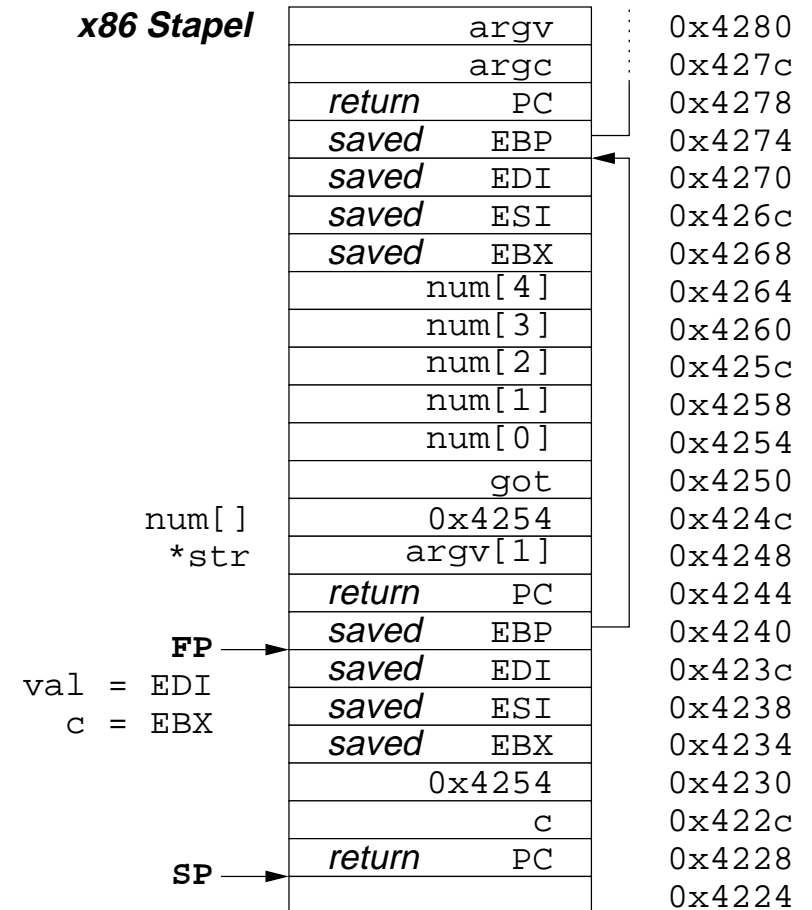 x86 Stapel argv 0x4280
argc 0x427c
return PC 0x4278
saved EBP 0x4274
saved EDI 0x4270
saved ESI 0x426c
saved EBX 0x4268
num[4] 0x4264
num[3] 0x4260
num[2] 0x425c
num[1] 0x4258
num[0] 0x4254
got 0x4250
num[] 0x4254 0x424c
*str argv[1] 0x4248
return PC 0x4244
saved EBP 0x4240
FP
saved EDI 0x423c
val = EDI
saved ESI 0x4238
c = EBX
saved EBX 0x4234
0x4254 0x4230
c 0x422c
return PC 0x4228
SP
0x4224